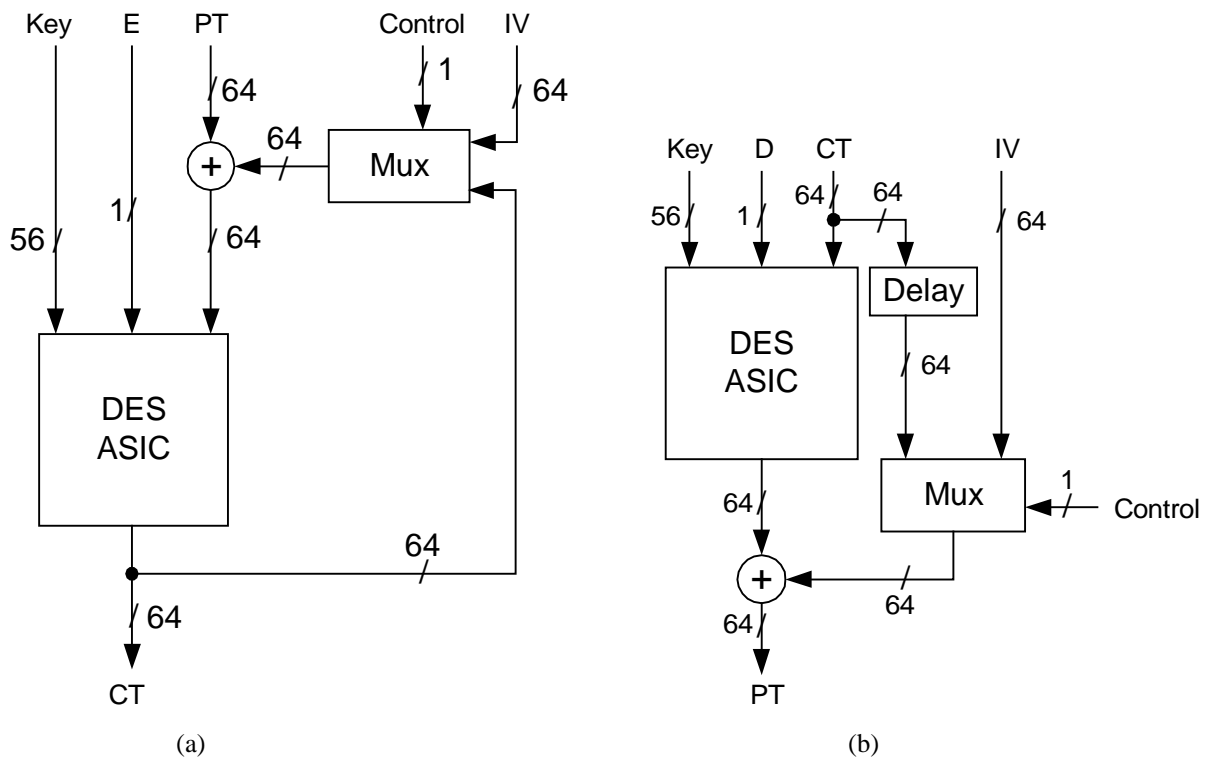 Key E PT Control IV
1
64 64
64
Mux
+
1
56 64
DES
ASIC
64
64
CT
(a)
Key D CT IV
64 64
56 1 64
Delay
DES
ASIC
64
Mux
1
Control
64
+
64
64
PT
(b)